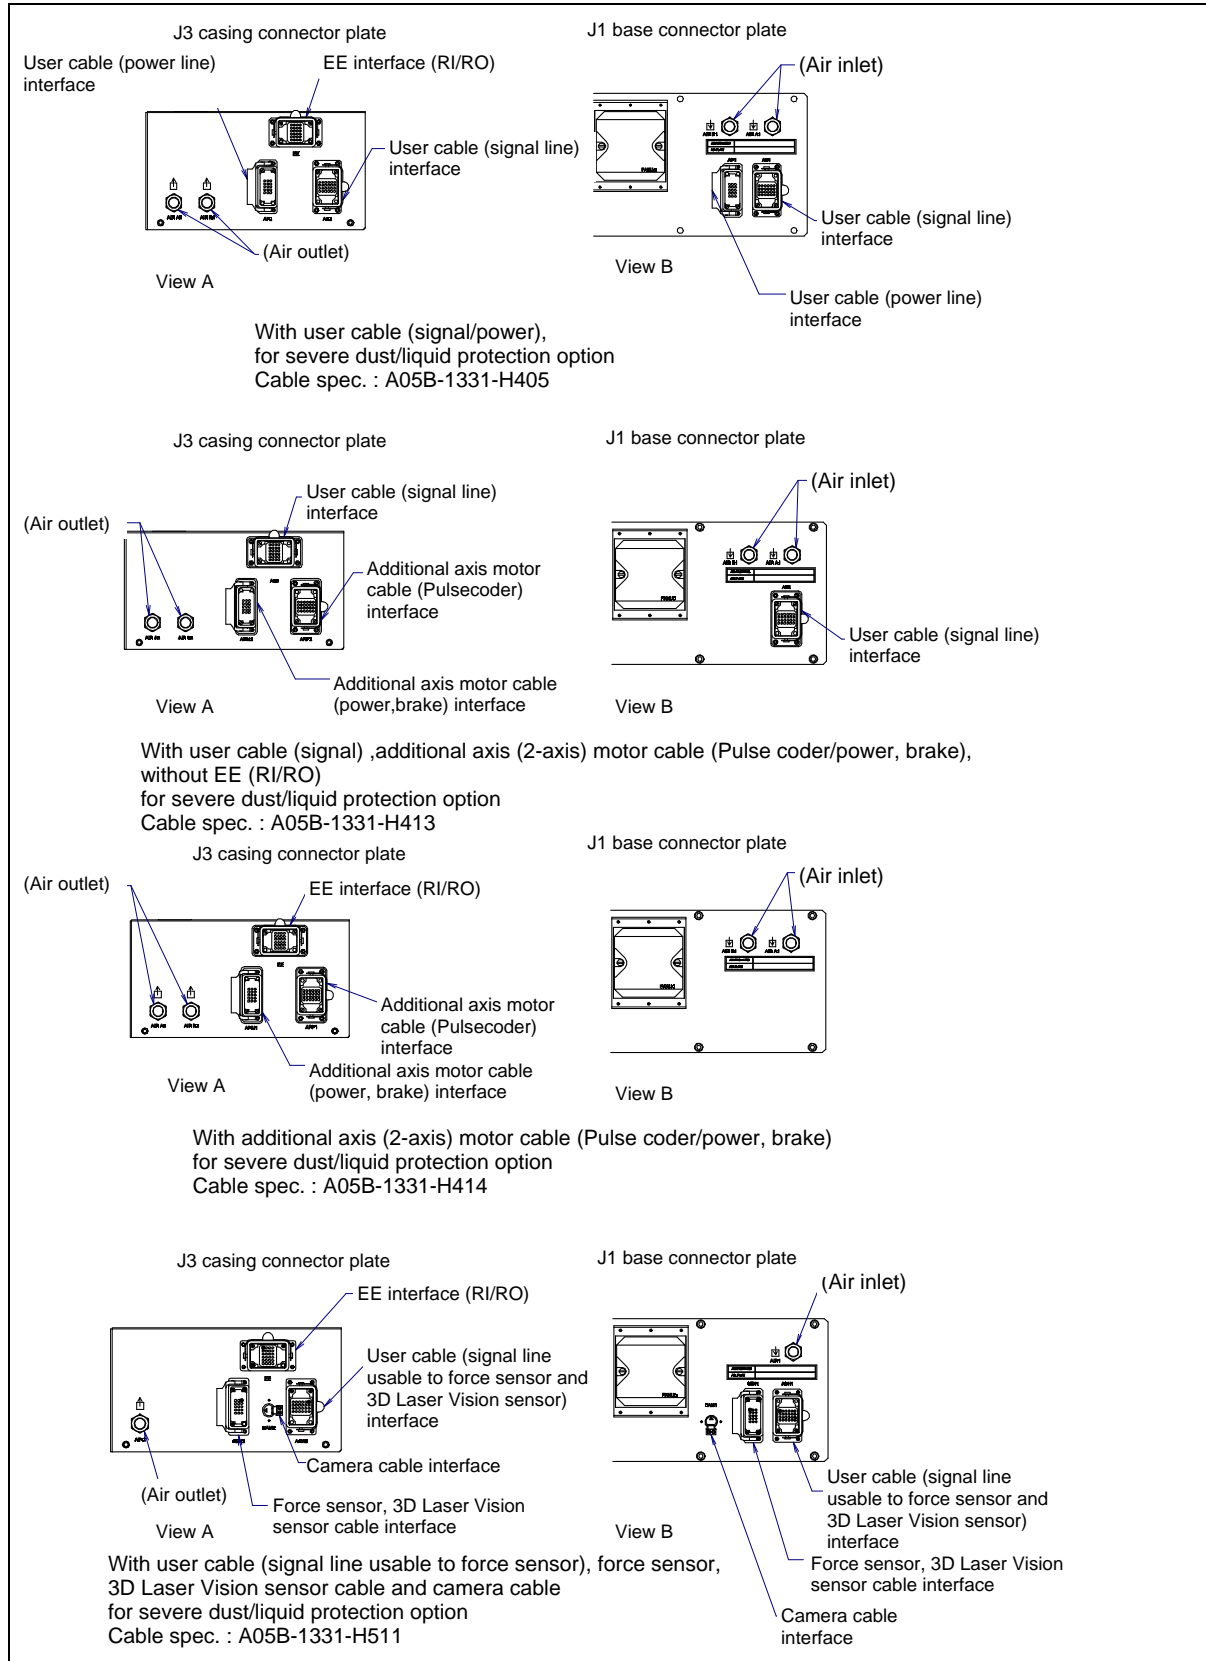 J3 casing connector plate
J1 base connector plate
User cable (power line)
interface
EE interface (RI/RO)
(Air inlet)
User cable (signal line)
interface
EE
(Air outlet)
View A
User cable (signal line)
interface
View B
User cable (power line)
interface
With user cable (signal/power),
for severe dust/liquid protection option
Cable spec. : A05B-1331-H405
J3 casing connector plate
J1 base connector plate
User cable (signal line)
interface
(Air inlet)
(Air outlet)
Additional axis motor
cable (Pulsecoder)
interface
User cable (signal line)
interface
Additional axis motor cable
(power,brake) interface
View A
View B
With user cable (signal) ,additional axis (2-axis) motor cable (Pulse coder/power, brake),
without EE (RI/RO)
for severe dust/liquid protection option
Cable spec. : A05B-1331-H413
J3 casing connector plate
J1 base connector plate
(Air outlet)
EE interface (RI/RO)
(Air inlet)
EE
Additional axis motor
cable (Pulsecoder)
interface
Additional axis motor cable
(power, brake) interface
View A
View B
With additional axis (2-axis) motor cable (Pulse coder/power, brake)
for severe dust/liquid protection option
Cable spec. : A05B-1331-H414
J3 casing connector plate
J1 base connector plate
EE interface (RI/RO)
(Air inlet)
User cable (signal line
usable to force sensor and
3D Laser Vision sensor)
interface
EE
Camera cable interface
(Air outlet)
Force sensor, 3D Laser Vision
sensor cable interface
View A
View B
User cable (signal line
usable to force sensor and
3D Laser Vision sensor)
interface
Force sensor, 3D Laser Vision
sensor cable interface
Camera cable
interface
With user cable (signal line usable to force sensor), force sensor,
3D Laser Vision sensor cable and camera cable
for severe dust/liquid protection option
Cable spec. : A05B-1331-H511